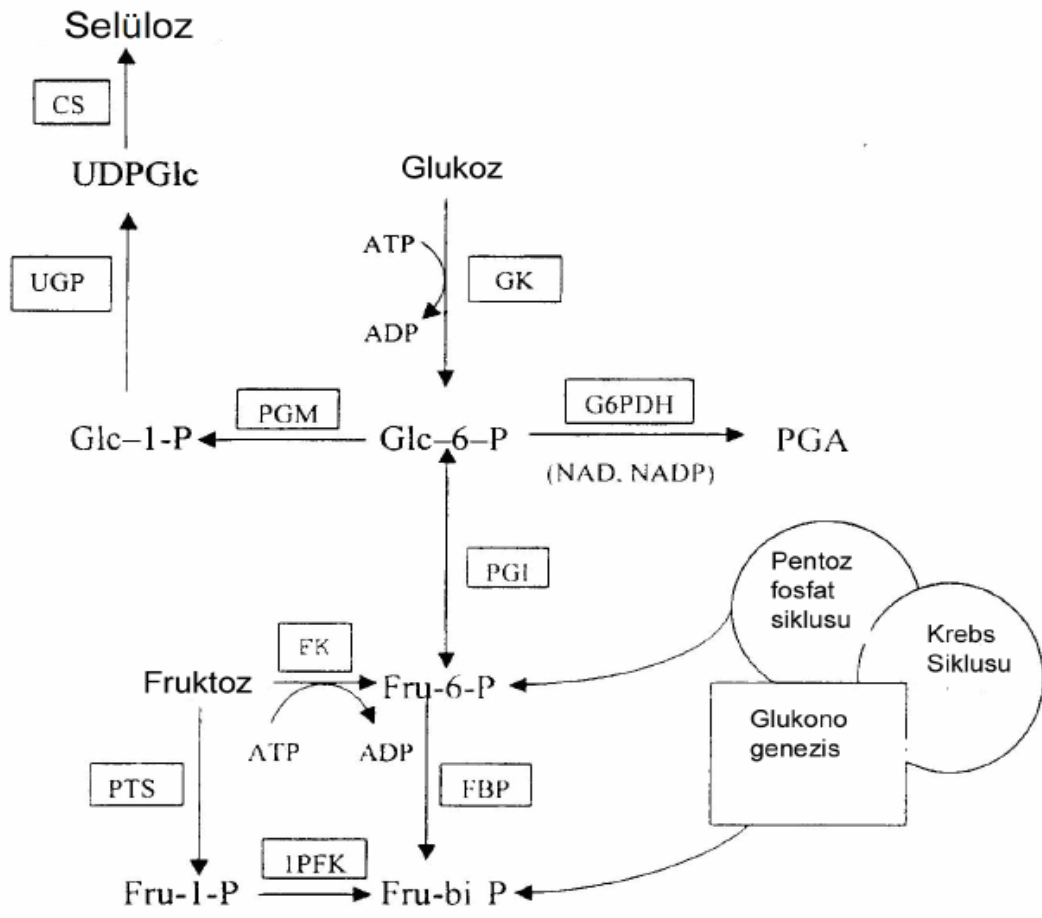 Selüloz
CS
UDPGlc
Glukoz
ATP
UGP
GK
ADP
PGM
G6PDH
Glc–1-P
Glc–6–P
PGA
(NAD. NADP)
PGI
Pentoz
fosfat
siklusu
Krebs
Siklusu
FK
Fruktoz
Fru-6-P
Glukono
genezis
ATP
ADP
PTS
FBP
1PFK
Fru-1-P
Fru-bi P